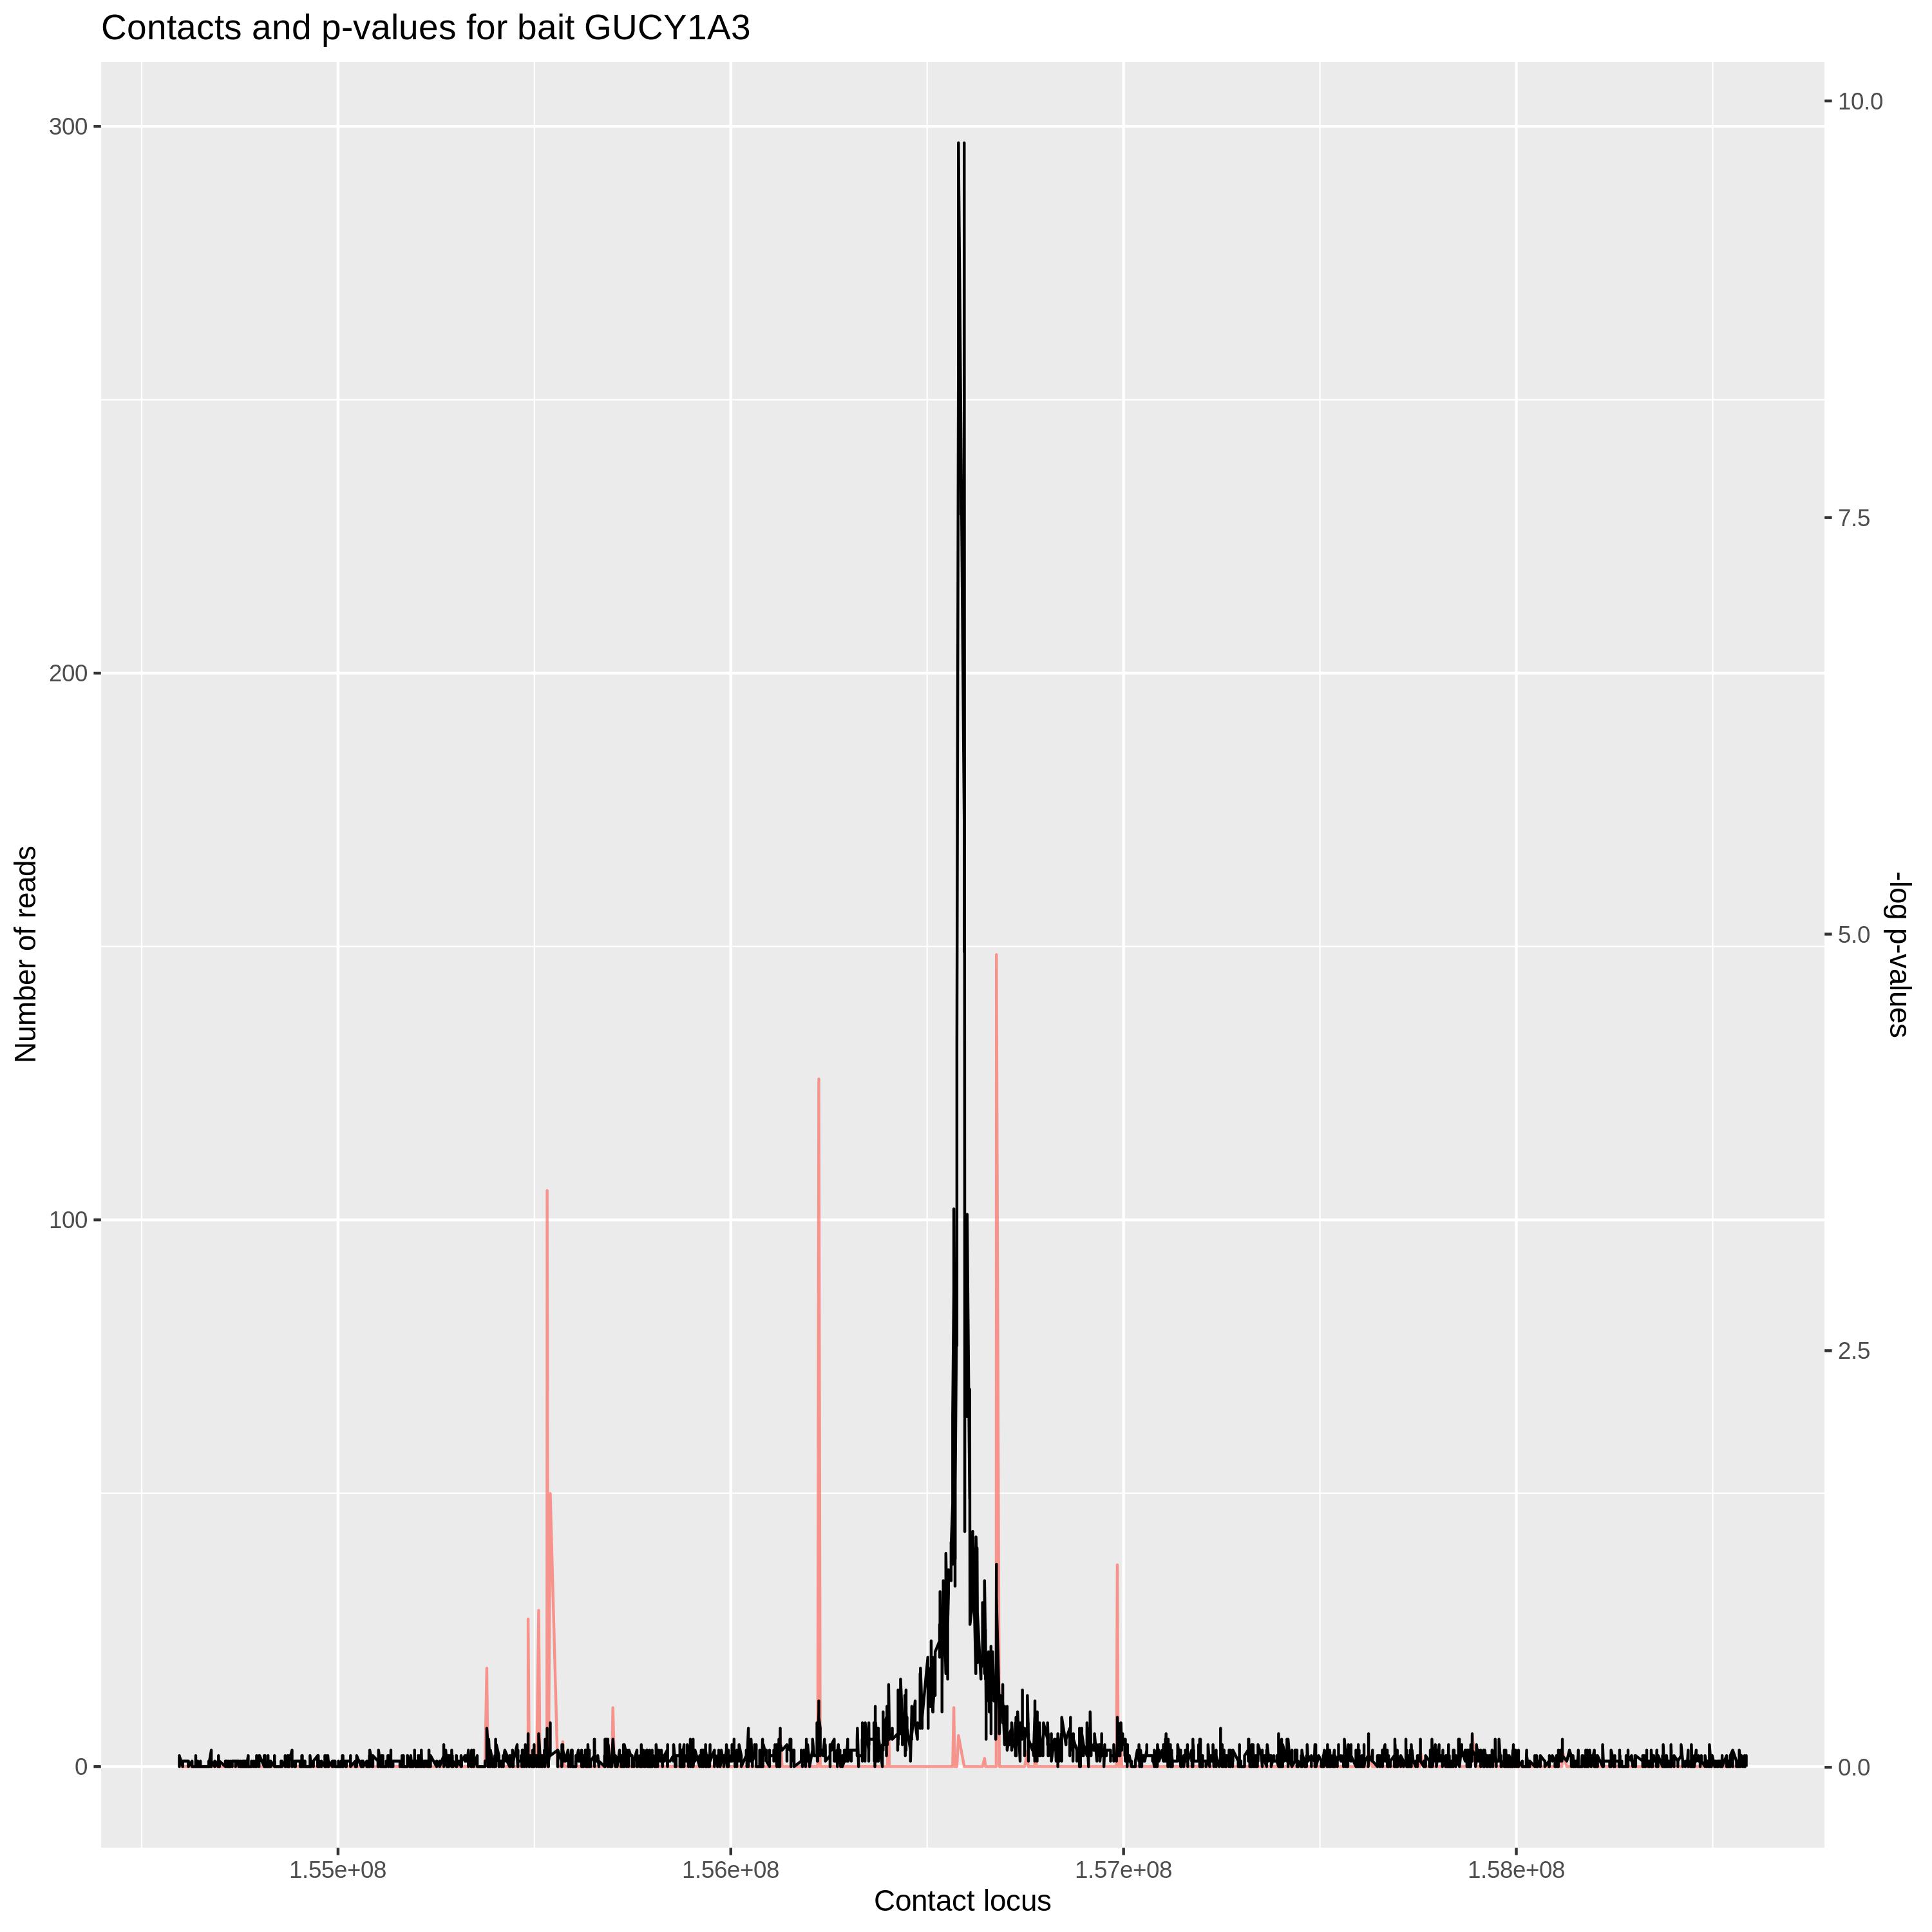 Contacts and p-values for bait GUCY1A3
300
200
100
0
Number of reads
10.0
7.5
5.0
2.5
0.0
-log p-values
1.55e+08
1.56e+08
1.57e+08
1.58e+08
Contact locus